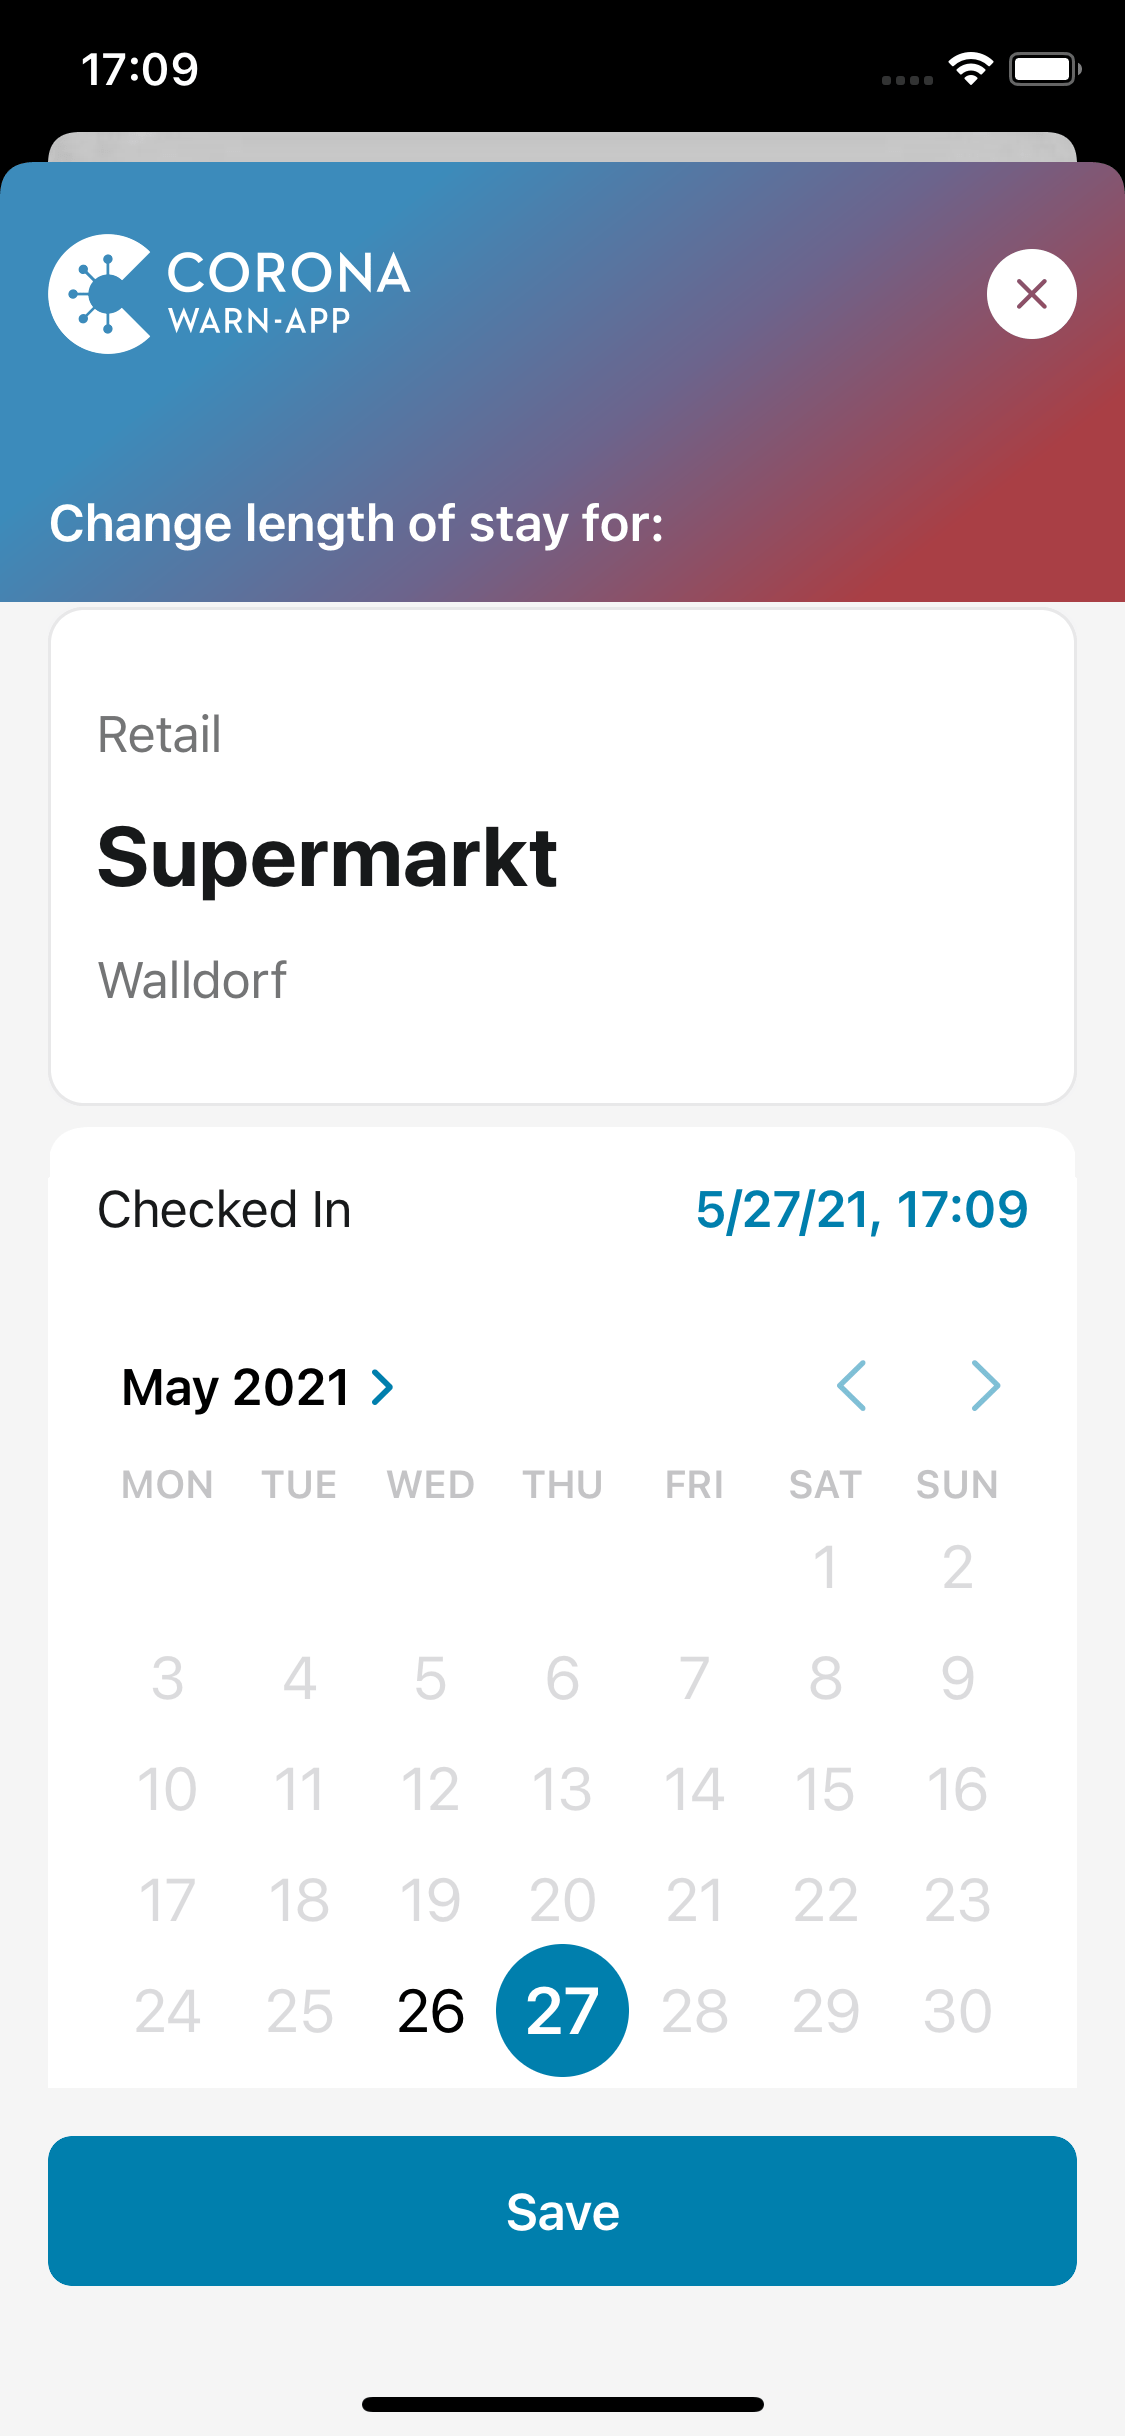 17:09
CORONA
WARN-APP
Change length of stay for:
Retail
Supermarkt
Walldorf
Checked In 5/27/21, 17:09
May 2021
MON TUE WED THU FRI SAT SUN
1 2
3 4 5 6 7 8 9
10 11 12 13 14 15 16
17 18 19 20 21 22 23
24 25 26 27 28 29 30
Save